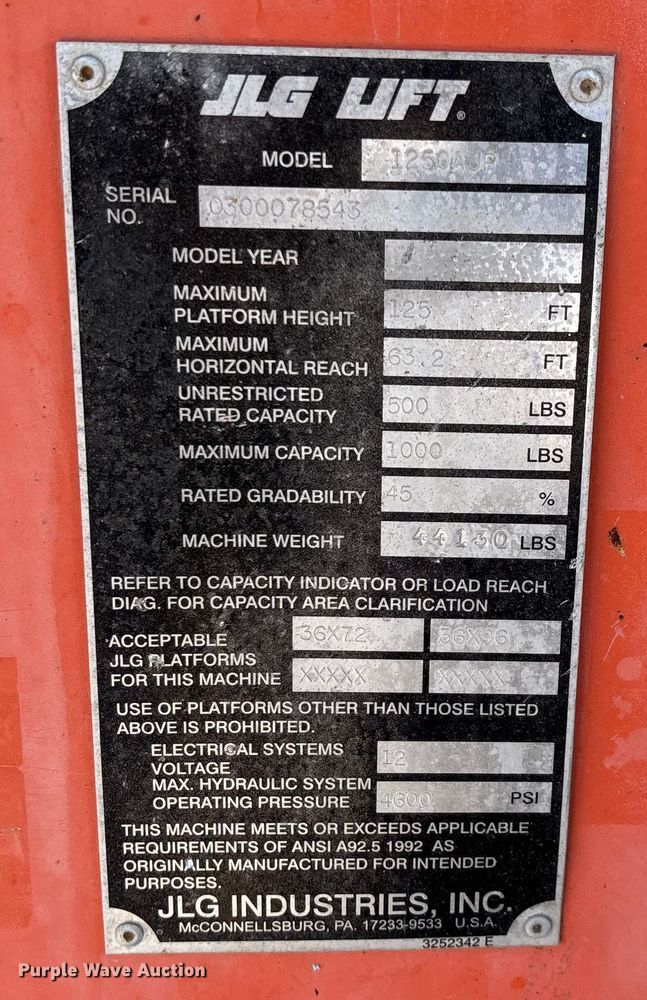 JLG LIFT®
MODEL 1250AJP
SERIAL NO. 0300078543
MODEL YEAR
MAXIMUM
PLATFORM HEIGHT 125 FT
MAXIMUM
HORIZONTAL REACH 63.2 FT
UNRESTRICTED
RATED CAPACITY 500 LBS
MAXIMUM CAPACITY 1000 LBS
RATED GRADABILITY 45 %
MACHINE WEIGHT 44130 LBS
REFER TO CAPACITY INDICATOR OR LOAD REACH
DIAG. FOR CAPACITY AREA CLARIFICATION
ACCEPTABLE 36X72 36X96
JLG PLATFORMS
FOR THIS MACHINE XXXXX XXXXX
USE OF PLATFORMS OTHER THAN THOSE LISTED
ABOVE IS PROHIBITED.
ELECTRICAL SYSTEMS
VOLTAGE 12
MAX. HYDRAULIC SYSTEM
OPERATING PRESSURE 4600 PSI
THIS MACHINE MEETS OR EXCEEDS APPLICABLE
REQUIREMENTS OF ANSI A92.5 1992 AS
ORIGINALLY MANUFACTURED FOR INTENDED
PURPOSES.
JLG INDUSTRIES, INC.
McCONNELLSBURG, PA. 17233-9533 U.S.A.
3252342 E
Purple Wave Auction